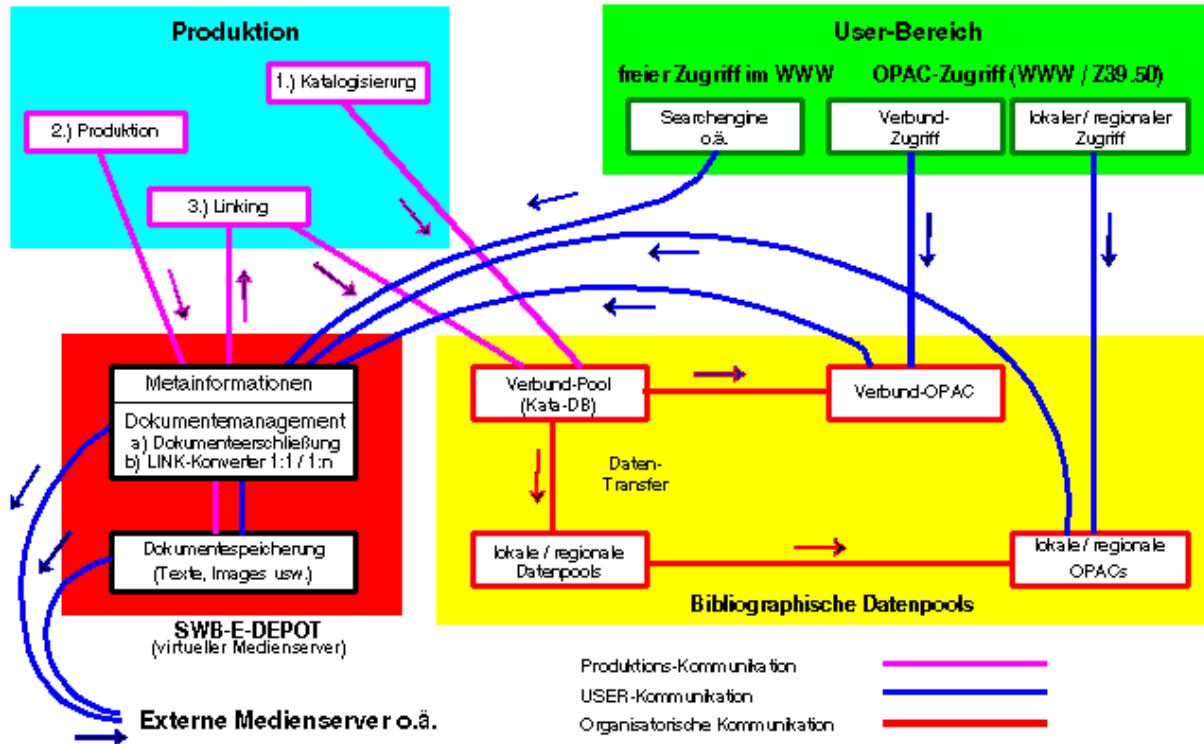 Produktion
1.) Katalogisierung
2.) Produktion
3.) Linking
User-Bereich
freier Zugriff im WWW
OPAC-Zugriff (WWW / Z39.50)
Searchengine
o.ä.
Verbund-
Zugriff
lokaler / regionaler
Zugriff
Metainformationen
Dokumentemanagement
a) Dokumenteerschließung
b) LINK-Konverter 1:1 / 1:n
Dokumentespeicherung
(Texte, Images usw.)
SWB-E-DEPOT
(virtueller Medienserver)
Externe Medienserver o.ä.
Verbund-Pool
(Kata-DB)
Verbund-OPAC
Daten-
Transfer
lokale / regionale
Datenpools
lokale / regionale
OPACs
Bibliographische Datenpools
Produktions-Kommunikation
USER-Kommunikation
Organisatorische Kommunikation